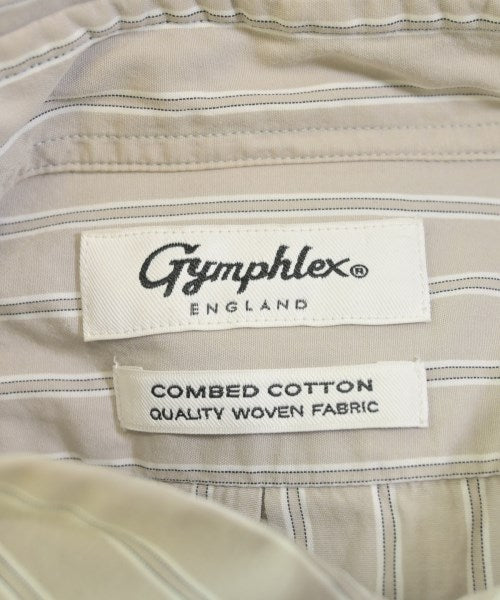 Gymphlex®
ENGLAND
COMBED COTTON
QUALITY WOVEN FABRIC